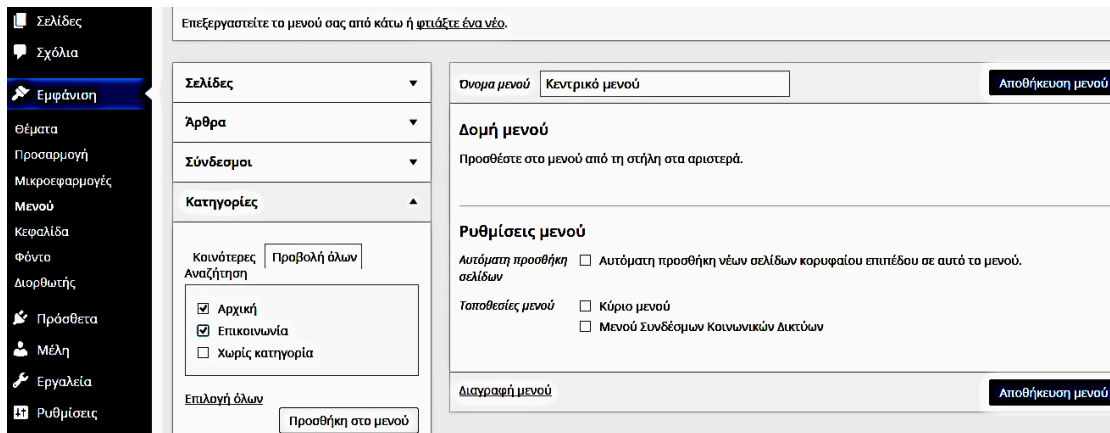 Σελίδες
Σχόλια
Εμφάνιση
Θέματα
Προσαρμογή
Μικροεφαρμογές
Μενού
Κεφαλίδα
Φόντο
Διορθωτής
Πρόσθετα
Μέλη
Εργαλεία
Ρυθμίσεις
Επεξεργαστείτε το μενού σας από κάτω ή φτιάξτε ένα νέο.
Σελίδες
Άρθρα
Σύνδεσμοι
Κατηγορίες
Κοινότερες Προβολή όλων
Αναζήτηση
Αρχική
Επικοινωνία
Χωρίς κατηγορία
Επιλογή όλων
Προσθήκη στο μενού
Όνομα μενού Κεντρικό μενού Αποθήκευση μενού
Δομή μενού
Προσθέστε στο μενού από τη στήλη στα αριστερά.
Ρυθμίσεις μενού
Αυτόματη προσθήκη Αυτόματη προσθήκη νέων σελίδων κορυφαίου επιπέδου σε αυτό το μενού.
σελίδων
Τοποθεσίες μενού Κύριο μενού
Μενού Συνδέσμων Κοινωνικών Δικτύων
Διαγραφή μενού Αποθήκευση μενού